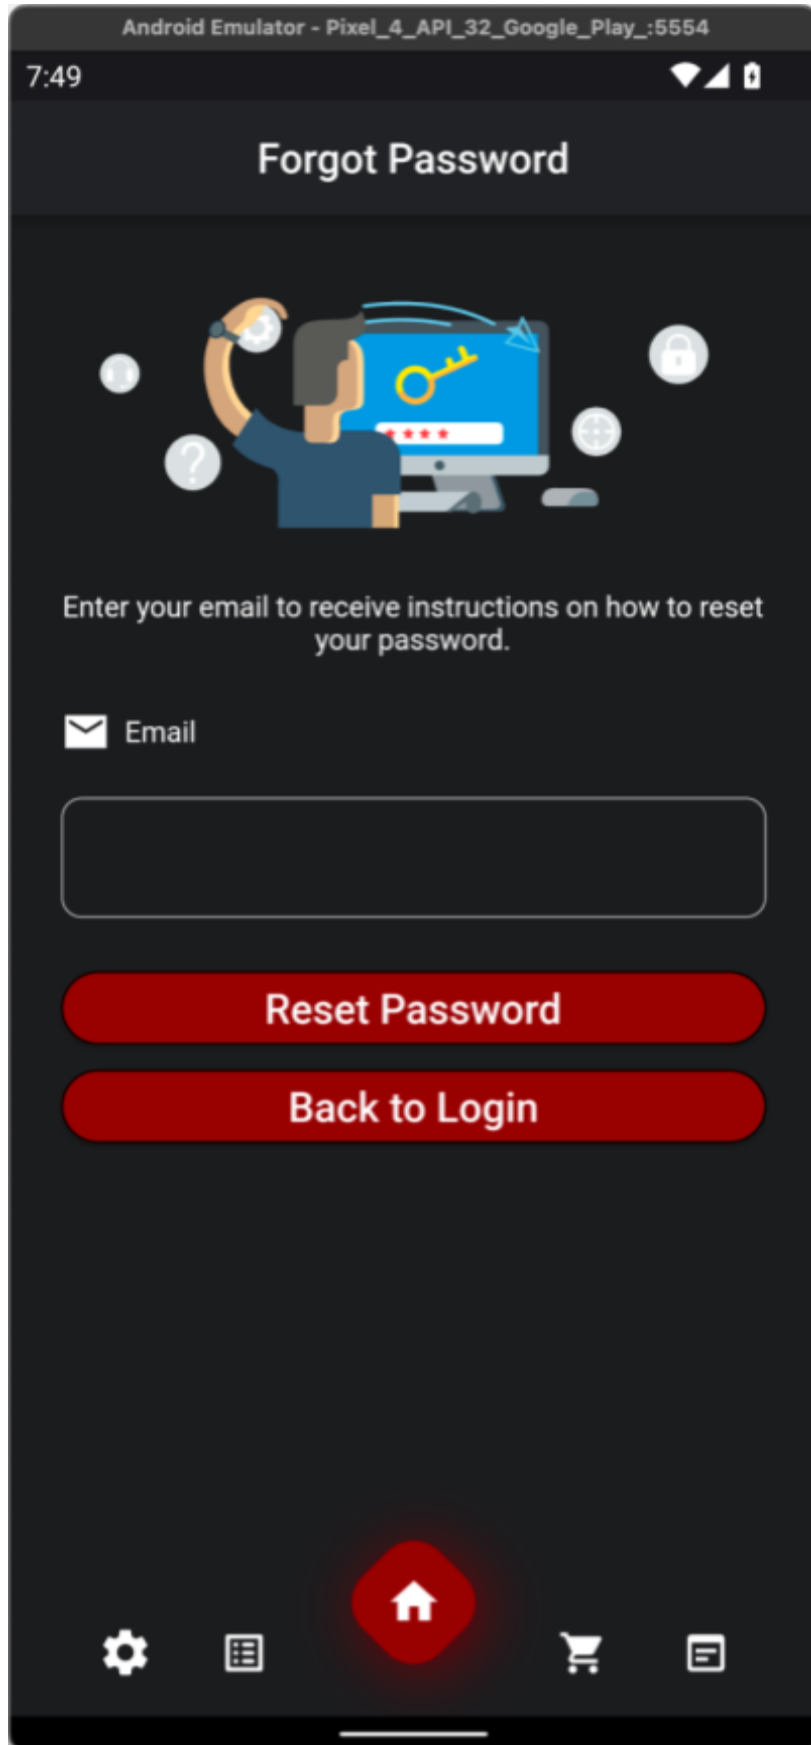 Android Emulator - Pixel_4_API_32_Google_Play_:5554
7:49
Forgot Password
?
****
Enter your email to receive instructions on how to reset
your password.
Email
Reset Password
Back to Login